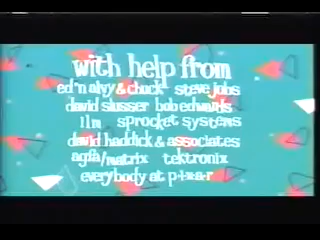 with help from
ed 'n alvy & chuck steve jobs
david slusser bob edwards
ilm sprocket systems
david haddick & associates
agfa/matrix tektronix
everybody at p·i·x·a·r